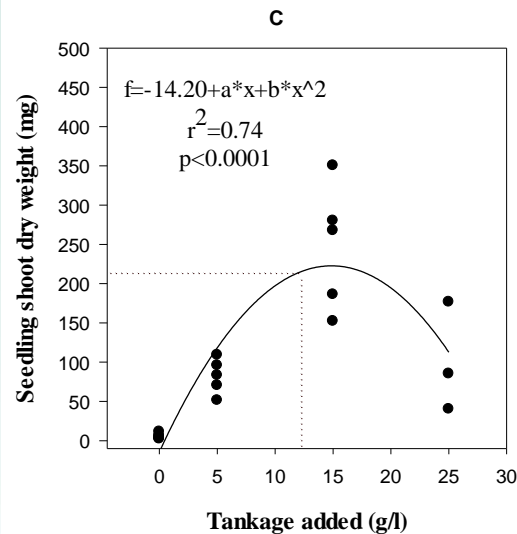 C
500
450
400
350
300
250
200
150
100
50
0
Seedling shoot dry weight (mg)
f=-14.20+a*x+b*x^2
r2=0.74
p<0.0001
0 5 10 15 20 25 30
Tankage added (g/l)